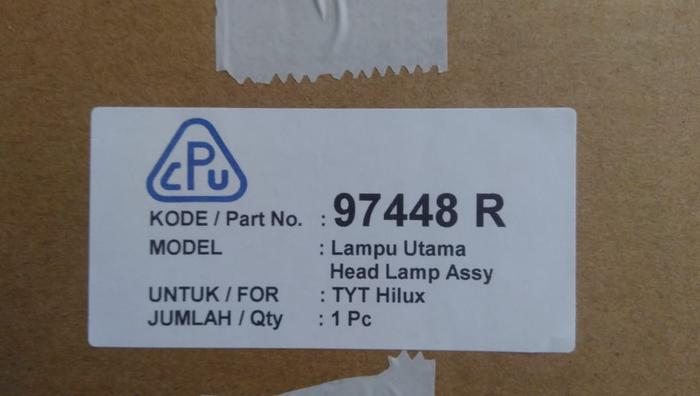 CPU
KODE / Part No. : 97448 R
MODEL : Lampu Utama
Head Lamp Assy
UNTUK / FOR : TYT Hilux
JUMLAH / Qty : 1 Pc